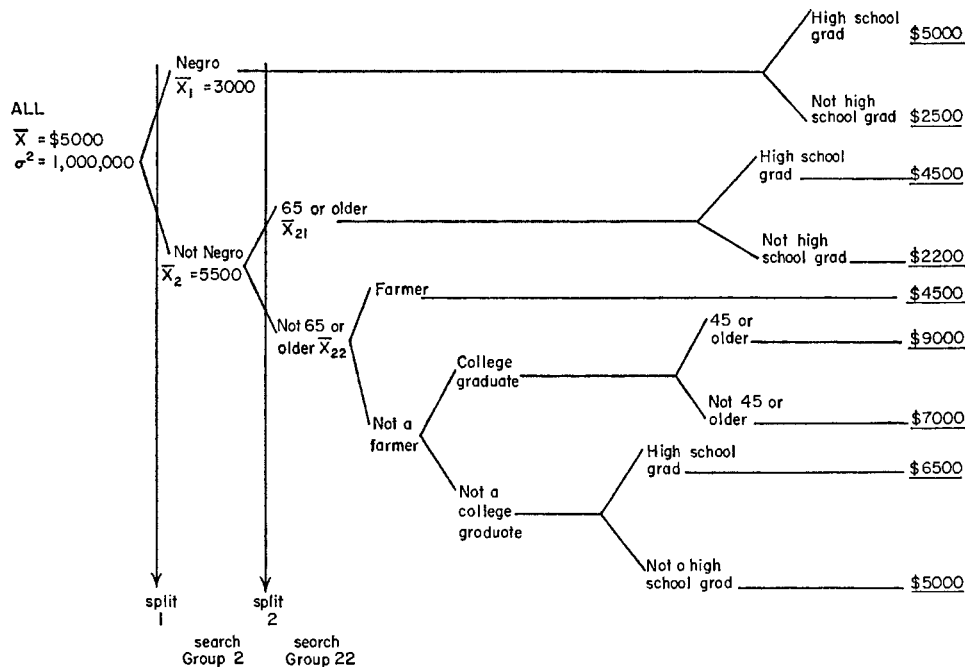 High school
grad
$5000
Negro
X̄₁ = 3000
Not high
school grad
$2500
ALL
X̄ = $5000
σ² = 1,000,000
High school
grad
$4500
65 or older
X̄₂₁
Not Negro
X̄₂ = 5500
Not high
school grad
$2200
Farmer
$4500
Not 65 or
older X̄₂₂
45 or
older
$9000
College
graduate
Not 45 or
older
$7000
Not a
farmer
High school
grad
$6500
Not a
college
graduate
Not a high
school grad
$5000
split
1
split
2
search
Group 2
search
Group 22